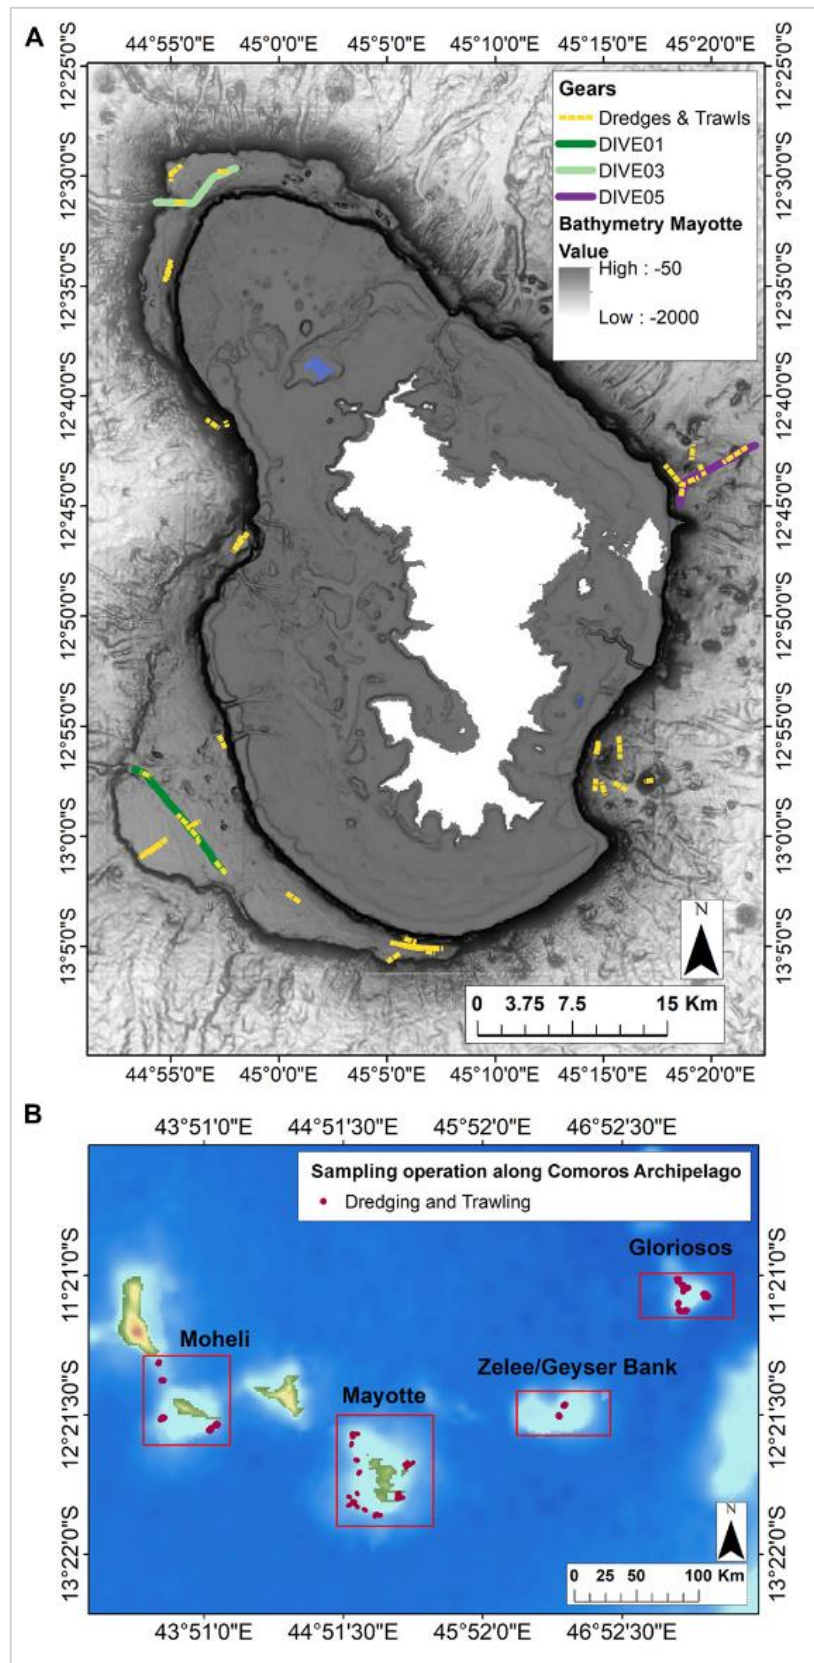 A
44°55'0"E 45°0'0"E 45°5'0"E 45°10'0"E 45°15'0"E 45°20'0"E
12°25'0"S
12°30'0"S
12°35'0"S
12°40'0"S
12°45'0"S
12°50'0"S
12°55'0"S
13°0'0"S
13°5'0"S
Gears
Dredges & Trawls
DIVE01
DIVE03
DIVE05
Bathymetry Mayotte
Value
High : -50
Low : -2000
12°25'0"S
12°30'0"S
12°35'0"S
12°40'0"S
12°45'0"S
12°50'0"S
12°55'0"S
13°0'0"S
13°5'0"S
N
0 3.75 7.5 15 Km
44°55'0"E 45°0'0"E 45°5'0"E 45°10'0"E 45°15'0"E 45°20'0"E
B
43°51'0"E 44°51'30"E 45°52'0"E 46°52'30"E
Sampling operation along Comoros Archipelago
Dredging and Trawling
11°21'0"S
12°21'30"S
13°22'0"S
Gloriosos
Moheli
Zelee/Geyser Bank
Mayotte
11°21'0"S
12°21'30"S
13°22'0"S
N
0 25 50 100 Km
43°51'0"E 44°51'30"E 45°52'0"E 46°52'30"E